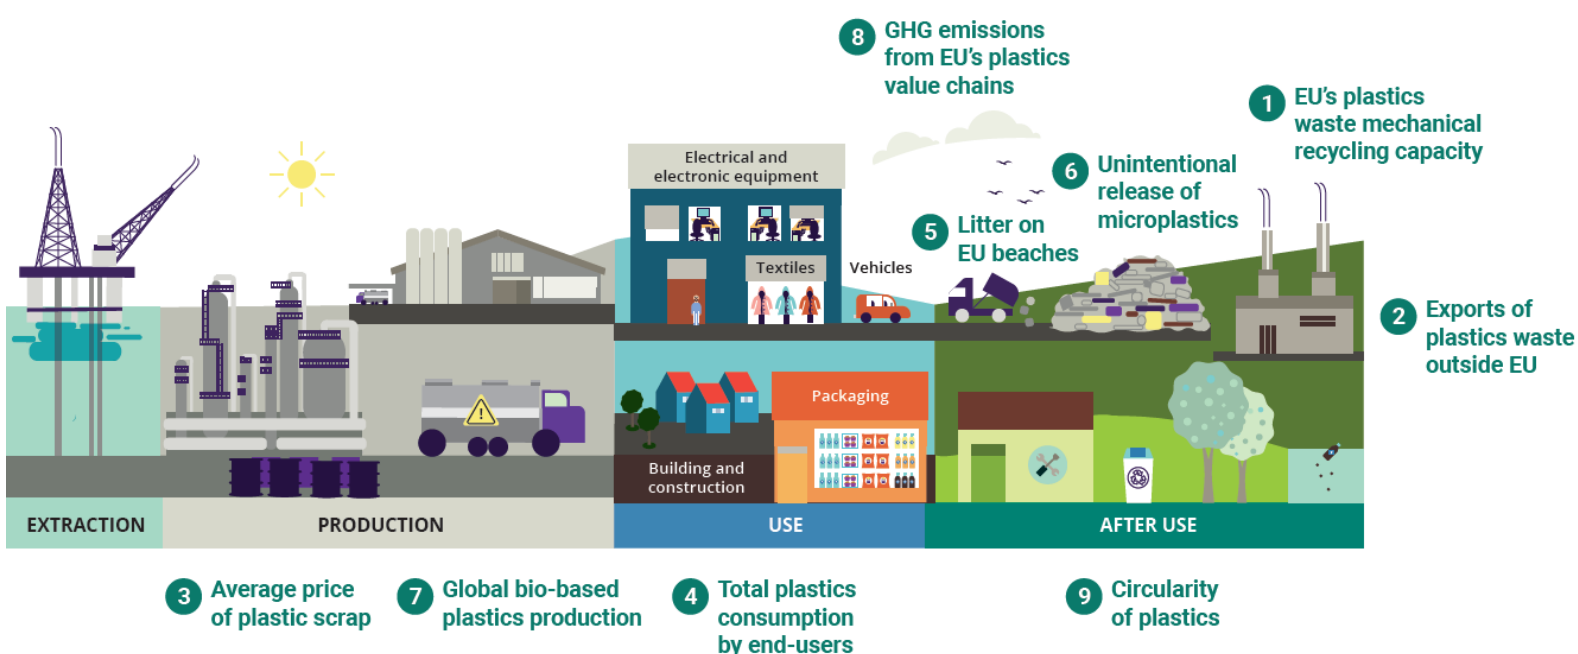 8 GHG emissions
from EU's plastics
value chains
1 EU's plastics
waste mechanical
recycling capacity
Electrical and
electronic equipment
6 Unintentional
release of
microplastics
5 Litter on
EU beaches
Textiles
Vehicles
2 Exports of
plastics waste
outside EU
Packaging
Building and
construction
EXTRACTION
PRODUCTION
USE
AFTER USE
3 Average price
of plastic scrap
7 Global bio-based
plastics production
4 Total plastics
consumption
by end-users
9 Circularity
of plastics